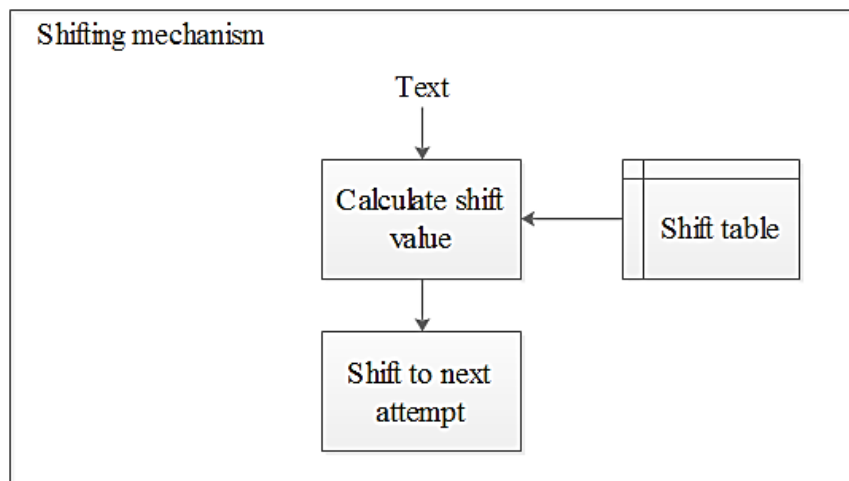 Shifting mechanism
Text
Calculate shift
value
Shift table
Shift to next
attempt